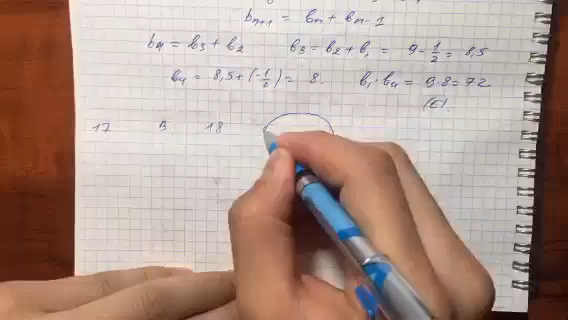 bₙ₊₁ = bₙ + bₙ₋₁
b₄ = b₃ + b₂ b₃ = b₂ + b₁ = 9 - 1/2 = 8,5
b₄ = 8,5 + (-1/2) = 8. b₁·b₄ = 9·8 = 72
(C).
17 B 18